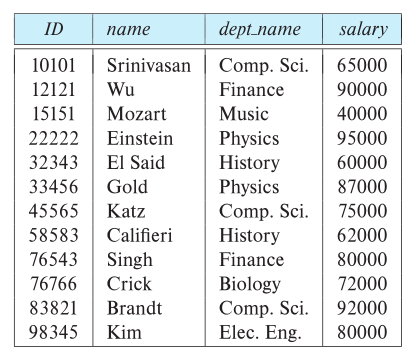 ID name dept_name salary
10101 Srinivasan Comp. Sci. 65000
12121 Wu Finance 90000
15151 Mozart Music 40000
22222 Einstein Physics 95000
32343 El Said History 60000
33456 Gold Physics 87000
45565 Katz Comp. Sci. 75000
58583 Califieri History 62000
76543 Singh Finance 80000
76766 Crick Biology 72000
83821 Brandt Comp. Sci. 92000
98345 Kim Elec. Eng. 80000